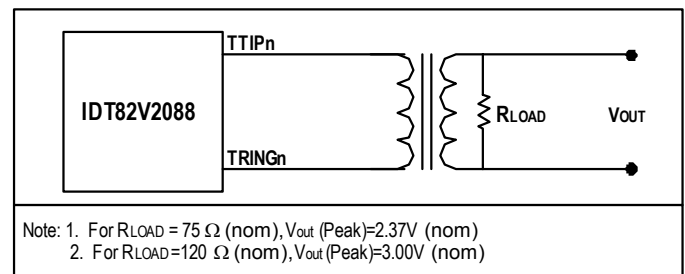 TTIPn
IDT82V2088
RLOAD
VOUT
TRINGn
Note: 1. For RLOAD = 75 Ω (nom), Vout (Peak)=2.37V (nom)
2. For RLOAD=120 Ω (nom), Vout (Peak)=3.00V (nom)